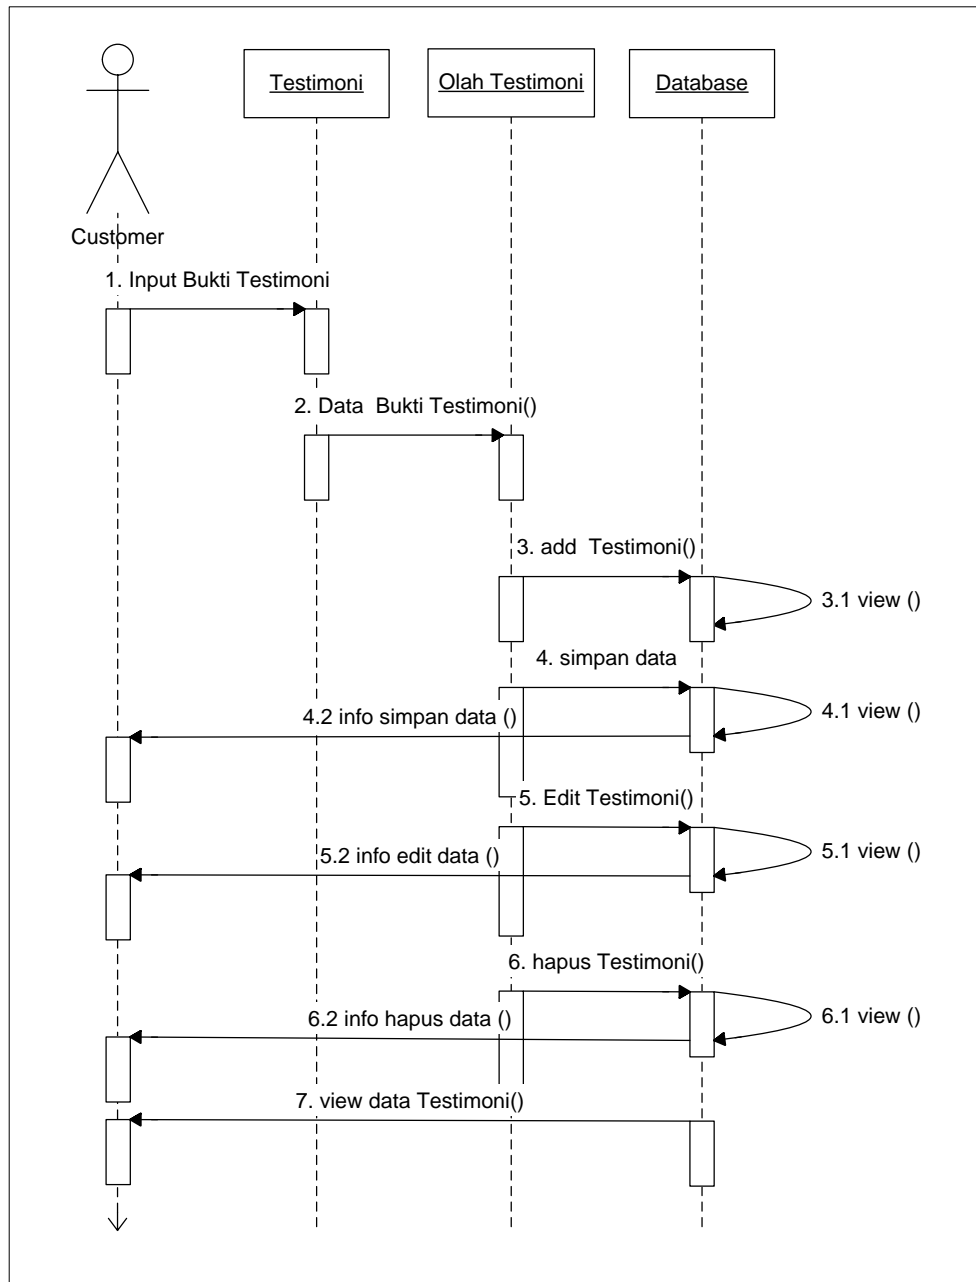 Testimoni
Olah Testimoni
Database
Customer
1. Input Bukti Testimoni
2. Data  Bukti Testimoni()
3. add  Testimoni()
3.1 view ()
4. simpan data
4.1 view ()
4.2 info simpan data ()
5. Edit Testimoni()
5.1 view ()
5.2 info edit data ()
6. hapus Testimoni()
6.1 view ()
6.2 info hapus data ()
7. view data Testimoni()